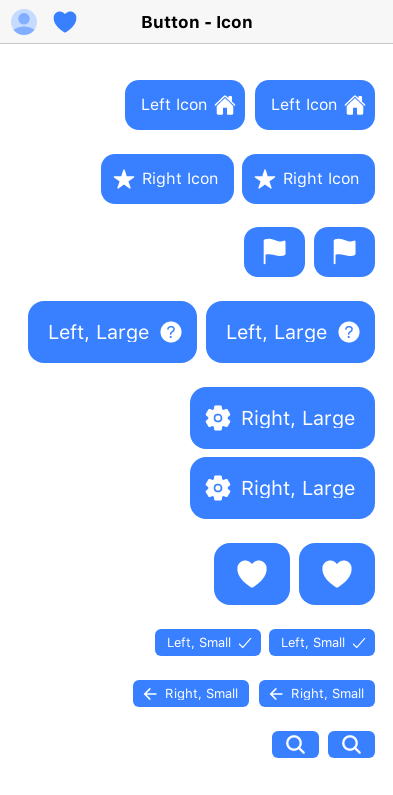 Button - Icon
Left Icon Left Icon
Right Icon Right Icon
Left, Large ? Left, Large ?
Right, Large
Right, Large
Left, Small Left, Small
Right, Small Right, Small